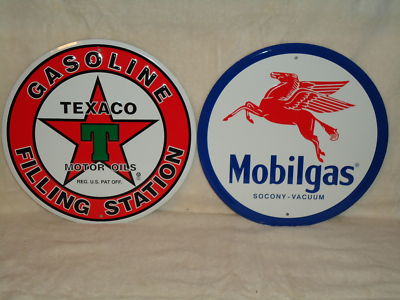 GASOLINE
TEXACO
T
MOTOR OILS
REG. U.S. PAT OFF.
®
FILLING STATION
Mobilgas®
SOCONY-VACUUM